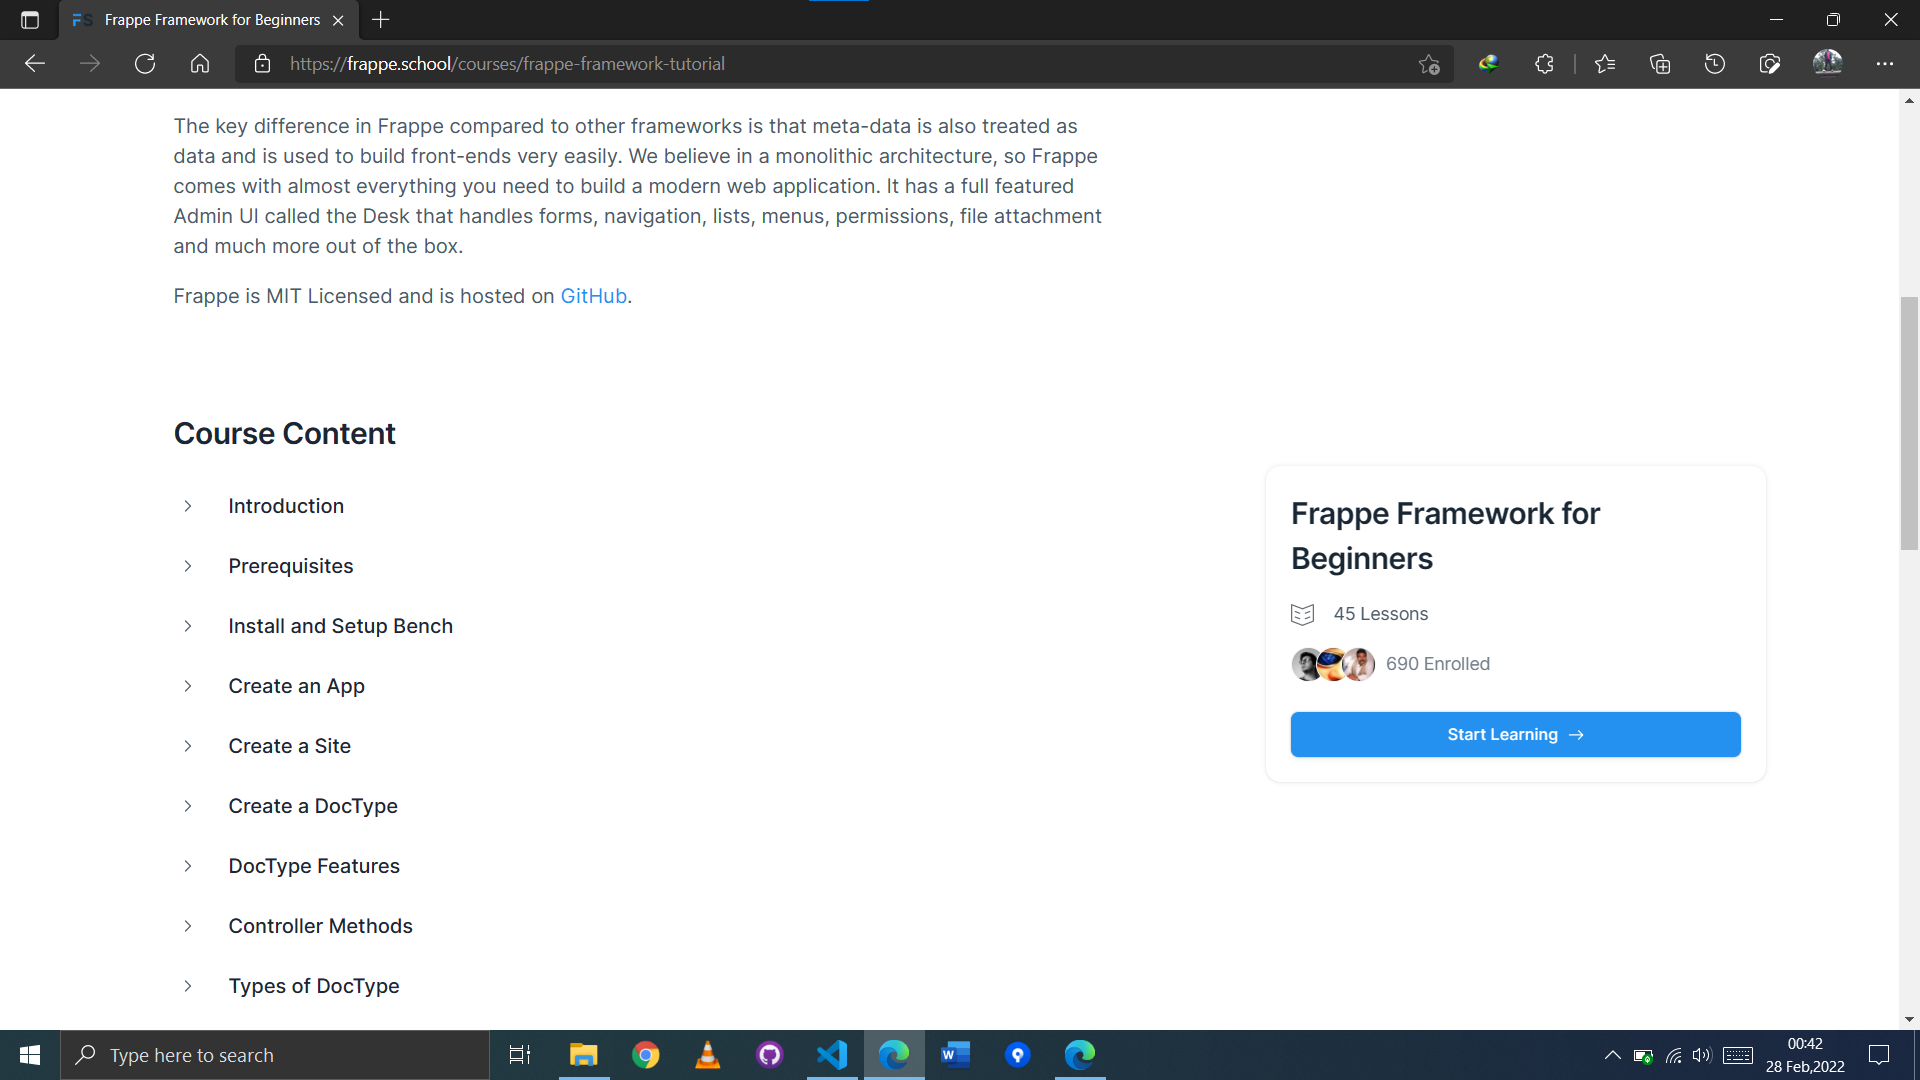 FS Frappe Framework for Beginners
https://frappe.school/courses/frappe-framework-tutorial
The key difference in Frappe compared to other frameworks is that meta-data is also treated as
data and is used to build front-ends very easily. We believe in a monolithic architecture, so Frappe
comes with almost everything you need to build a modern web application. It has a full featured
Admin UI called the Desk that handles forms, navigation, lists, menus, permissions, file attachment
and much more out of the box.
Frappe is MIT Licensed and is hosted on GitHub.
Course Content
Introduction
Prerequisites
Install and Setup Bench
Create an App
Create a Site
Create a DocType
DocType Features
Controller Methods
Types of DocType
Frappe Framework for
Beginners
45 Lessons
690 Enrolled
Start Learning →
Type here to search
W
00:42
28 Feb,2022